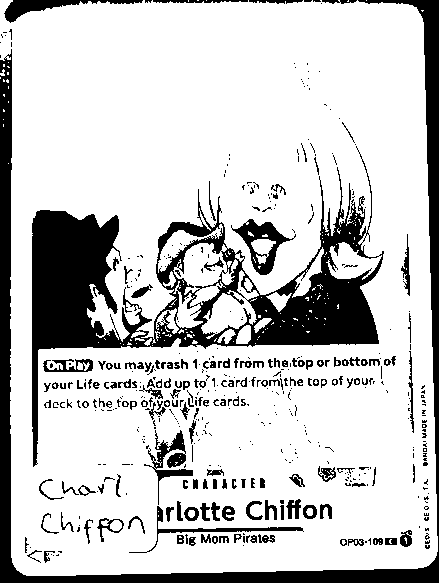 On Play You may trash 1 card from the top or bottom of
your Life cards: Add up to 1 card from the top of your
deck to the top of your Life cards.
CHARACTER
Charl.
Chiffon
arlotte Chiffon
Big Mom Pirates
OP03-109 C 1
BANDAI MADE IN JAPAN